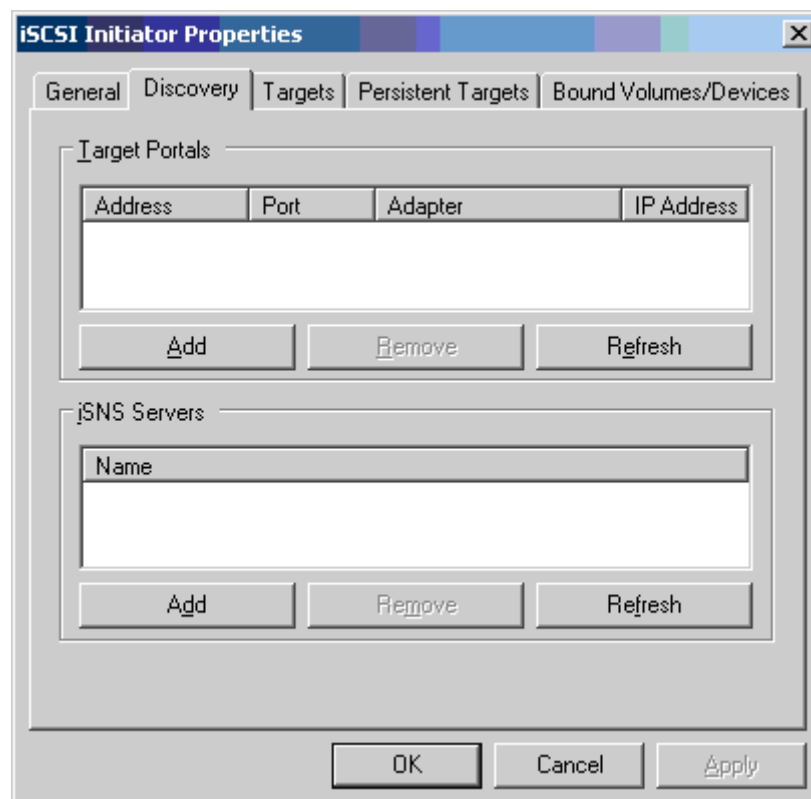 iSCSI Initiator Properties
General Discovery Targets Persistent Targets Bound Volumes/Devices
Target Portals
Address Port Adapter IP Address
Add Remove Refresh
iSNS Servers
Name
Add Remove Refresh
OK Cancel Apply